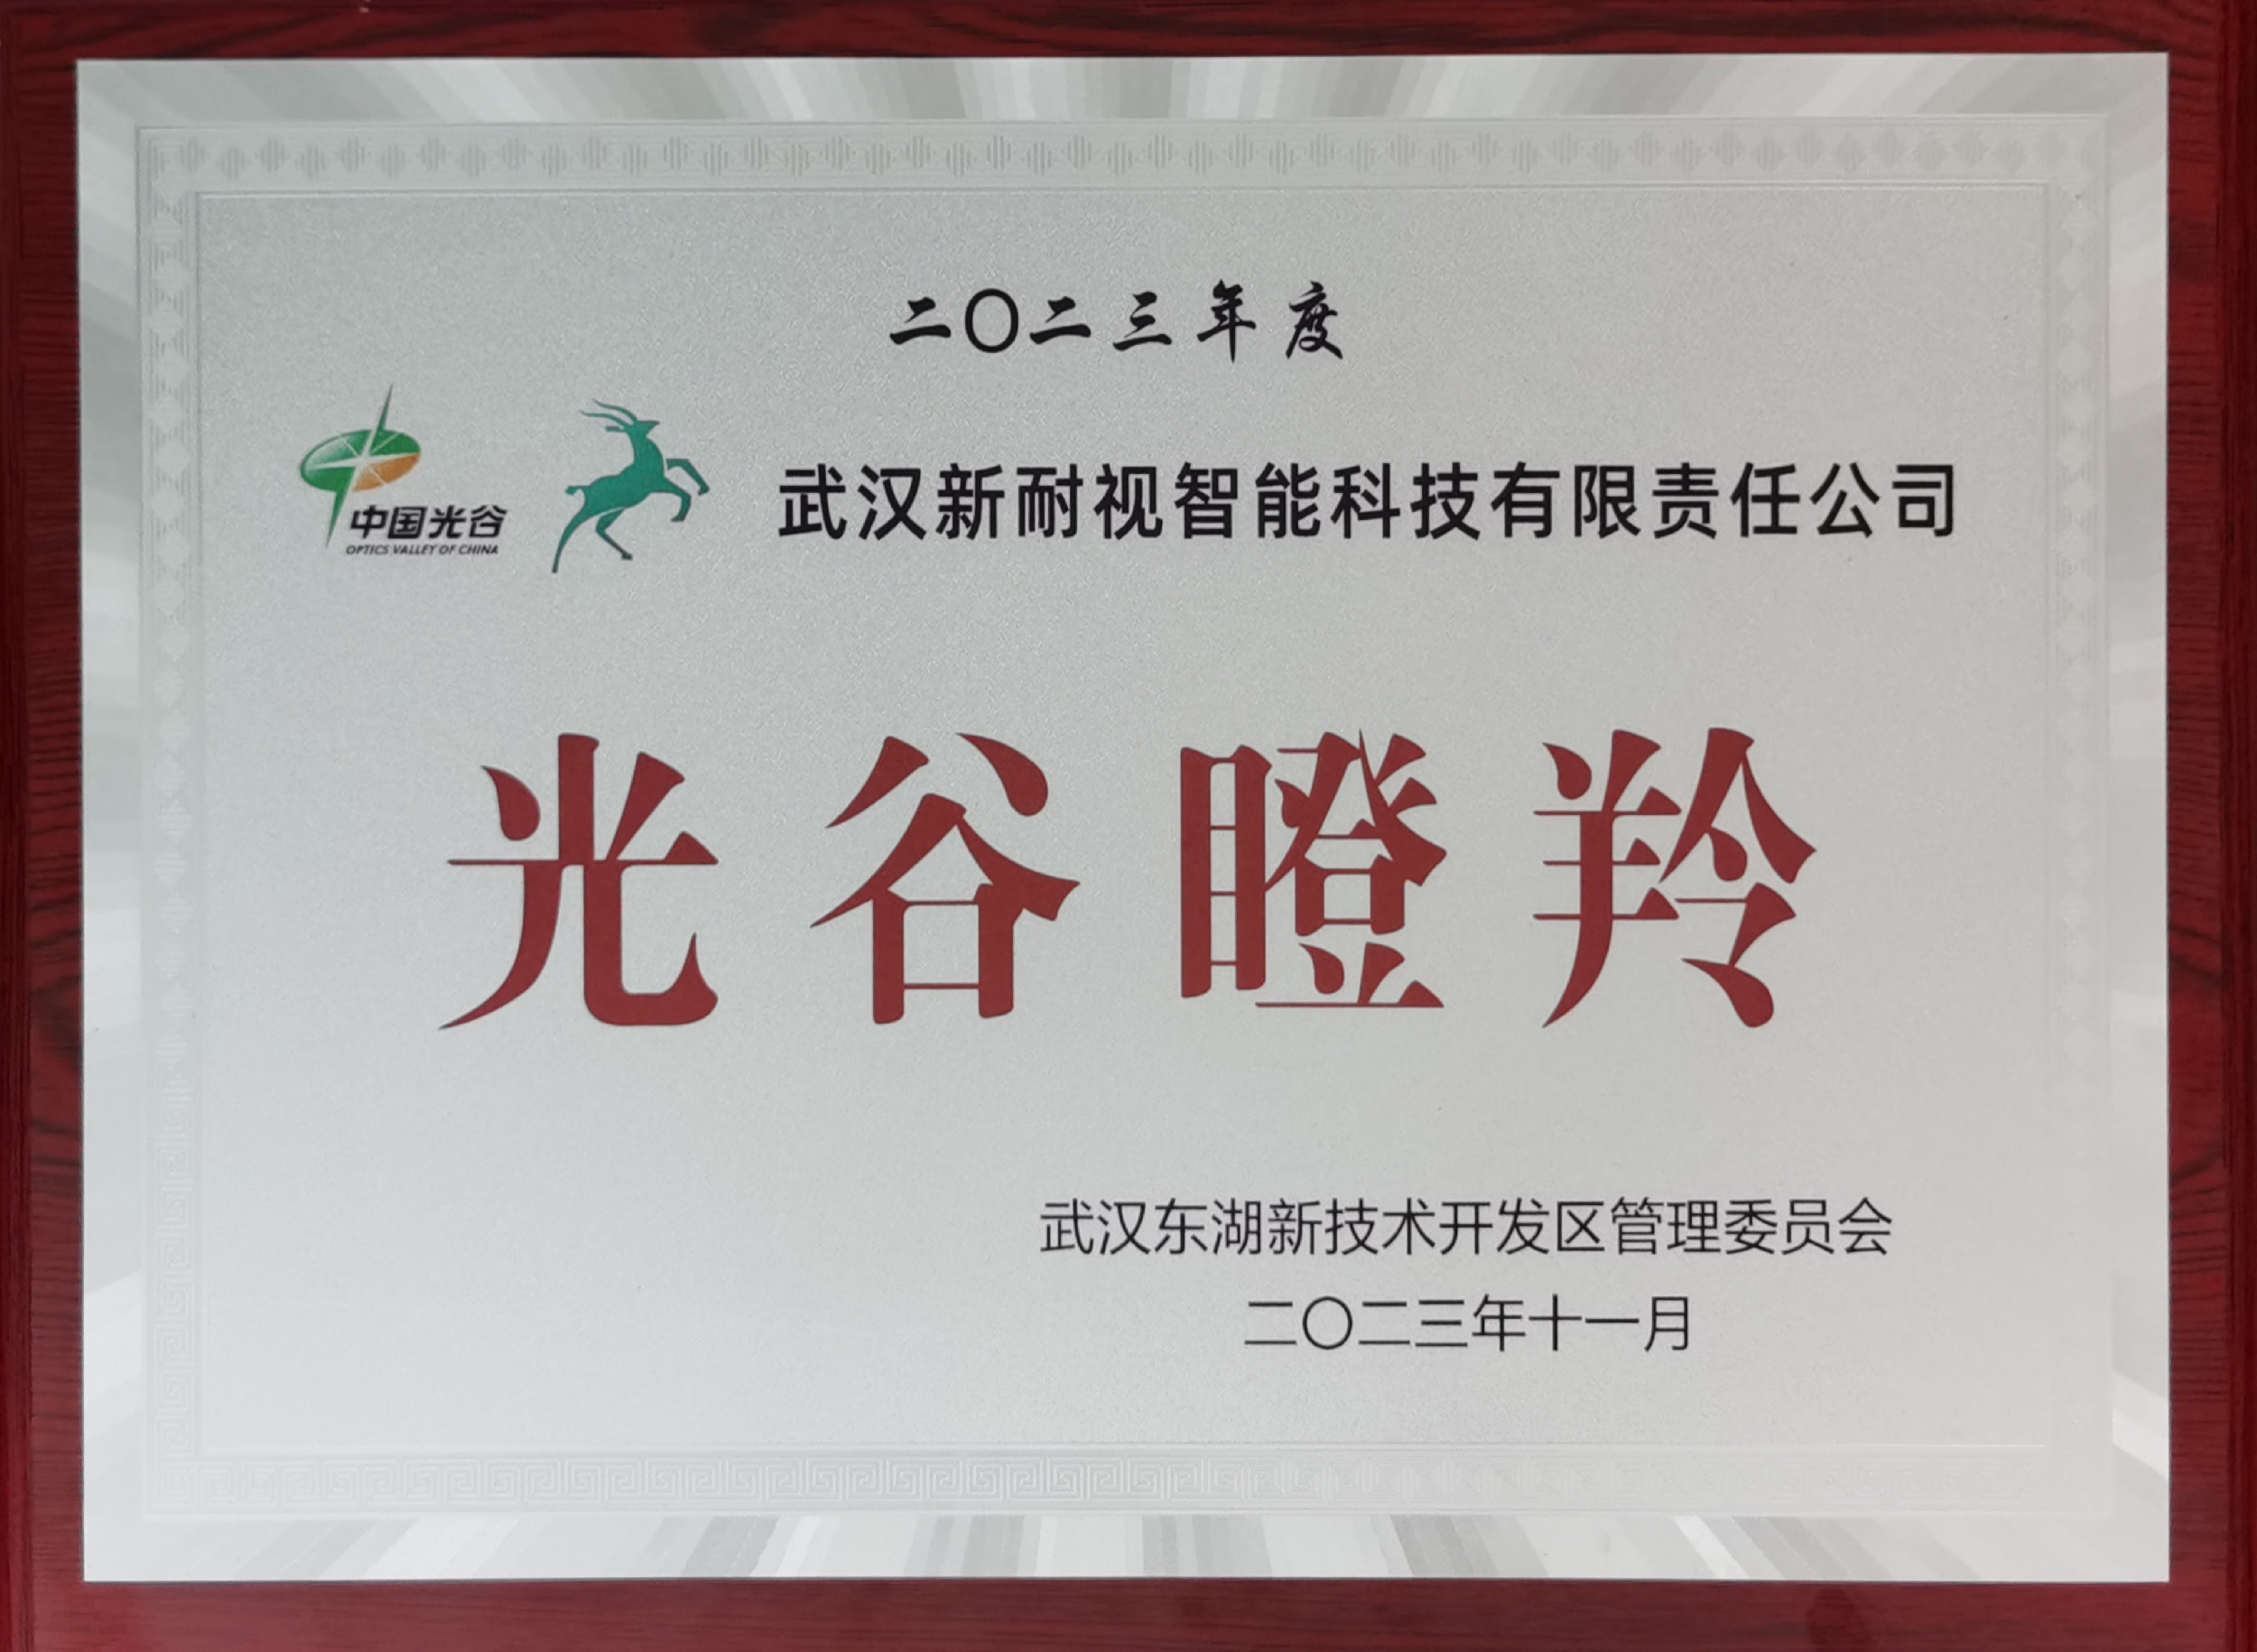 二〇二三年度
中国光谷
OPTICS VALLEY OF CHINA
武汉新耐视智能科技有限责任公司
光谷瞪羚
武汉东湖新技术开发区管理委员会
二〇二三年十一月